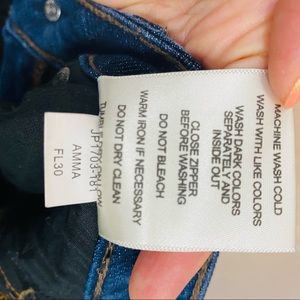 MACHINE WASH COLD
WASH WITH LIKE COLORS
WASH DARK COLORS
SEPARATELY AND
INSIDE OUT
CLOSE ZIPPER
BEFORE WASHING
DO NOT BLEACH
WARM IRON IF NECESSARY
DO NOT DRY CLEAN
AMMA
FL30